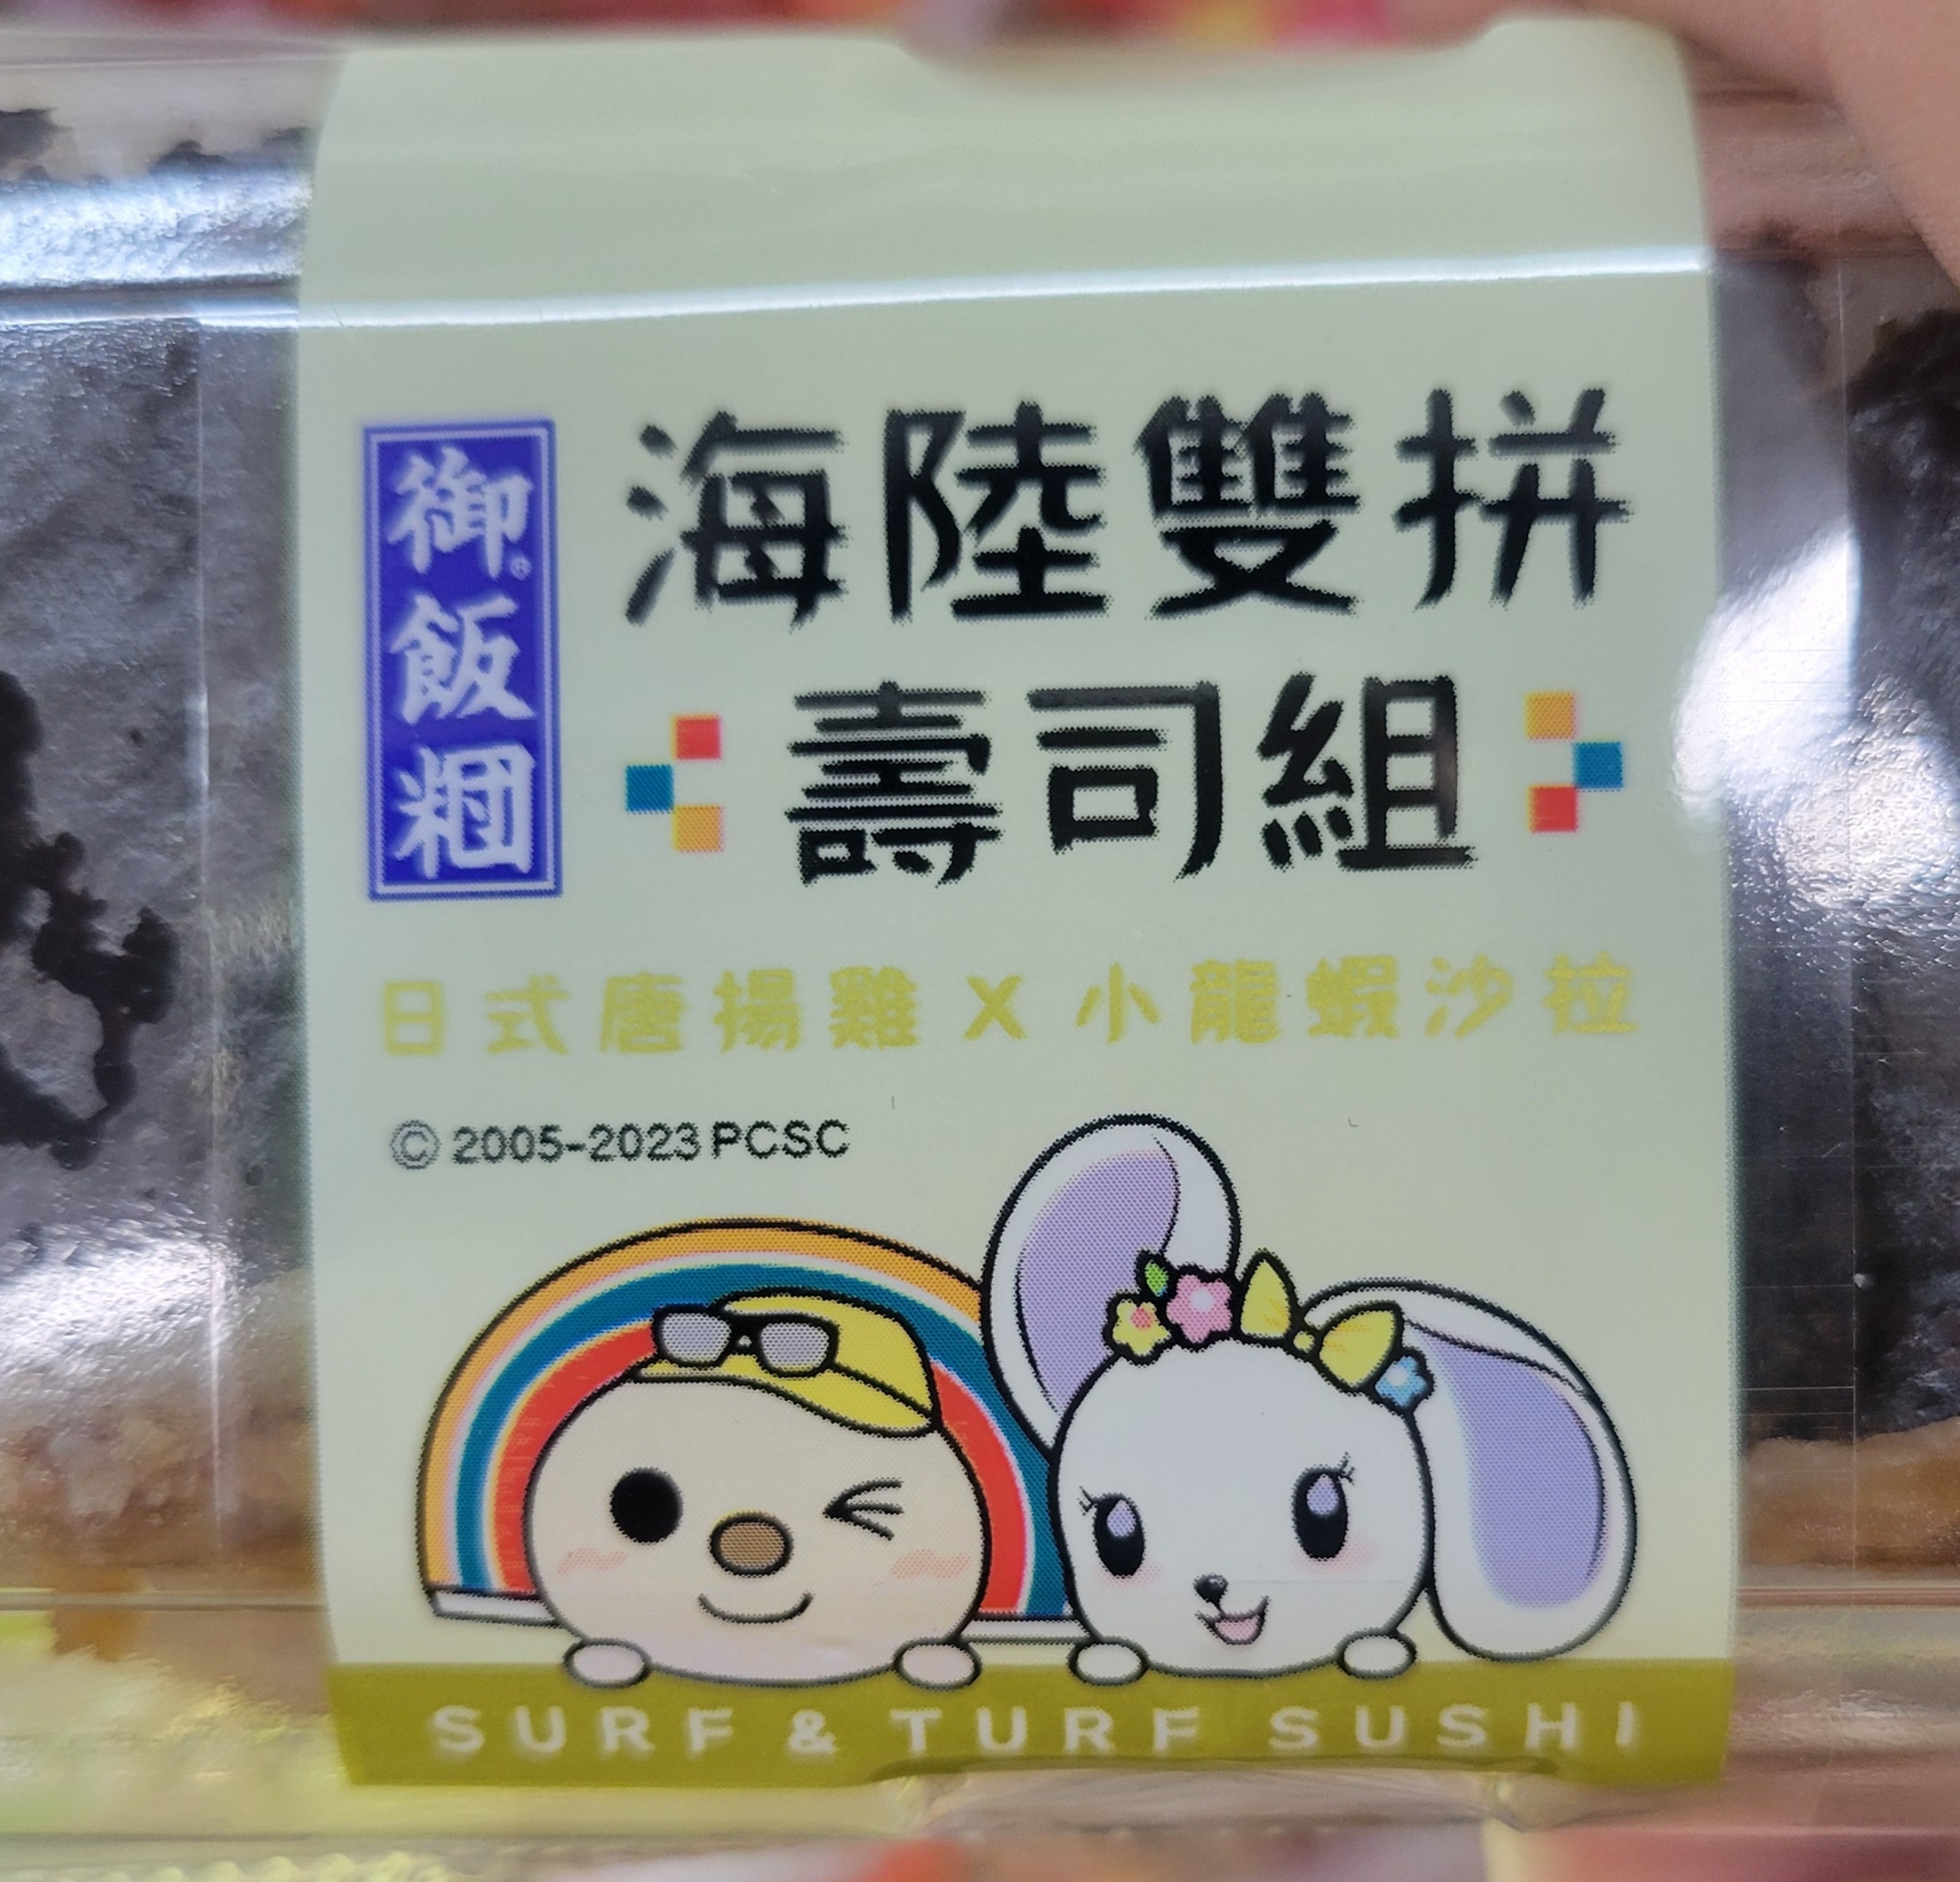 御飯糰
海陸雙拼
壽司組
日式唐揚雞X小龍蝦沙拉
© 2005-2023 PCSC
SURF & TURF SUSHI